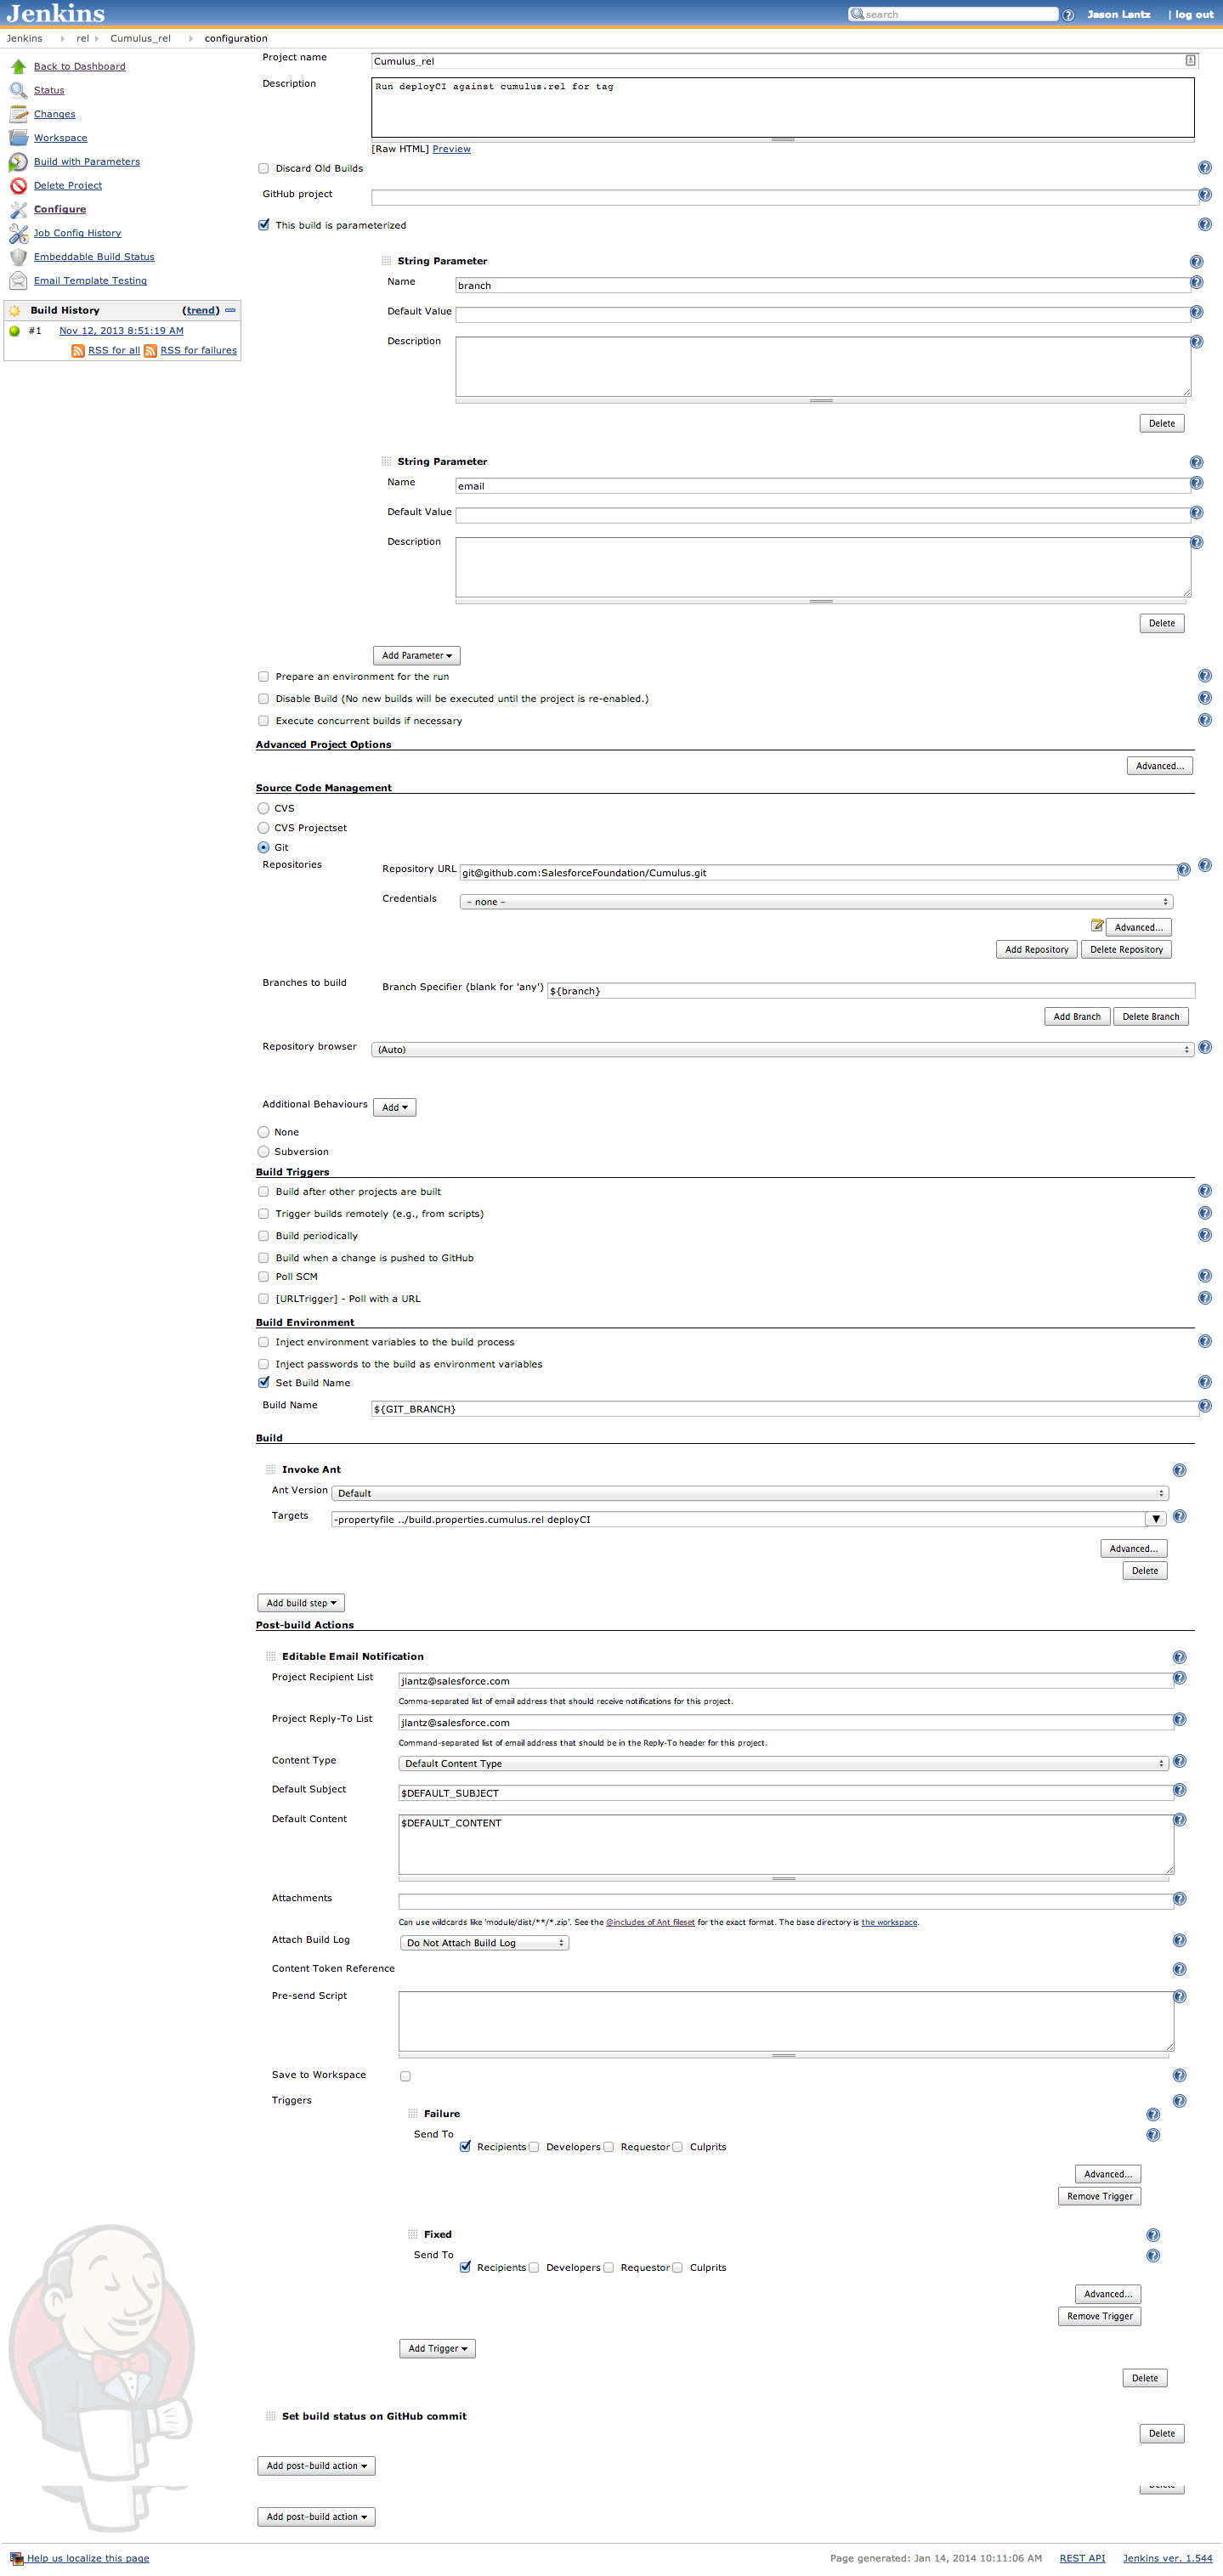 Jenkins
search
Jason Lantz
| log out
Jenkins
rel
Cumulus_rel
configuration
Back to Dashboard
Status
Changes
Workspace
Build with Parameters
Delete Project
Configure
Job Config History
Embeddable Build Status
Email Template Testing
Build History (trend)
#1 Nov 12, 2013 8:51:19 AM
RSS for all RSS for failures
Project name Cumulus_rel
Description Run deployCI against cumulus.rel for tag
[Raw HTML] Preview
Discard Old Builds
GitHub project
This build is parameterized
String Parameter
Name branch
Default Value
Description
Delete
String Parameter
Name email
Default Value
Description
Delete
Add Parameter
Prepare an environment for the run
Disable Build (No new builds will be executed until the project is re-enabled.)
Execute concurrent builds if necessary
Advanced Project Options
Advanced...
Source Code Management
CVS
CVS Projectset
Git
Repositories Repository URL git@github.com:SalesforceFoundation/Cumulus.git
Credentials - none -
Advanced...
Add Repository Delete Repository
Branches to build Branch Specifier (blank for 'any') ${branch}
Add Branch Delete Branch
Repository browser (Auto)
Additional Behaviours Add
None
Subversion
Build Triggers
Build after other projects are built
Trigger builds remotely (e.g., from scripts)
Build periodically
Build when a change is pushed to GitHub
Poll SCM
[URLTrigger] - Poll with a URL
Build Environment
Inject environment variables to the build process
Inject passwords to the build as environment variables
Set Build Name
Build Name ${GIT_BRANCH}
Build
Invoke Ant
Ant Version Default
Targets -propertyfile ../build.properties.cumulus.rel deployCI
Advanced...
Delete
Add build step
Post-build Actions
Editable Email Notification
Project Recipient List jlantz@salesforce.com
Comma-separated list of email address that should receive notifications for this project.
Project Reply-To List jlantz@salesforce.com
Command-separated list of email address that should be in the Reply-To header for this project.
Content Type Default Content Type
Default Subject $DEFAULT_SUBJECT
Default Content $DEFAULT_CONTENT
Attachments
Can use wildcards like 'module/dist/**/*.zip'. See the @includes of Ant fileset for the exact format. The base directory is the workspace.
Attach Build Log Do Not Attach Build Log
Content Token Reference
Pre-send Script
Save to Workspace
Triggers
Failure
Send To
Recipients Developers Requestor Culprits
Advanced...
Remove Trigger
Fixed
Send To
Recipients Developers Requestor Culprits
Advanced...
Remove Trigger
Add Trigger
Delete
Set build status on GitHub commit
Delete
Add post-build action
Delete
Add post-build action
Help us localize this page
Page generated: Jan 14, 2014 10:11:06 AM REST API Jenkins ver. 1.544